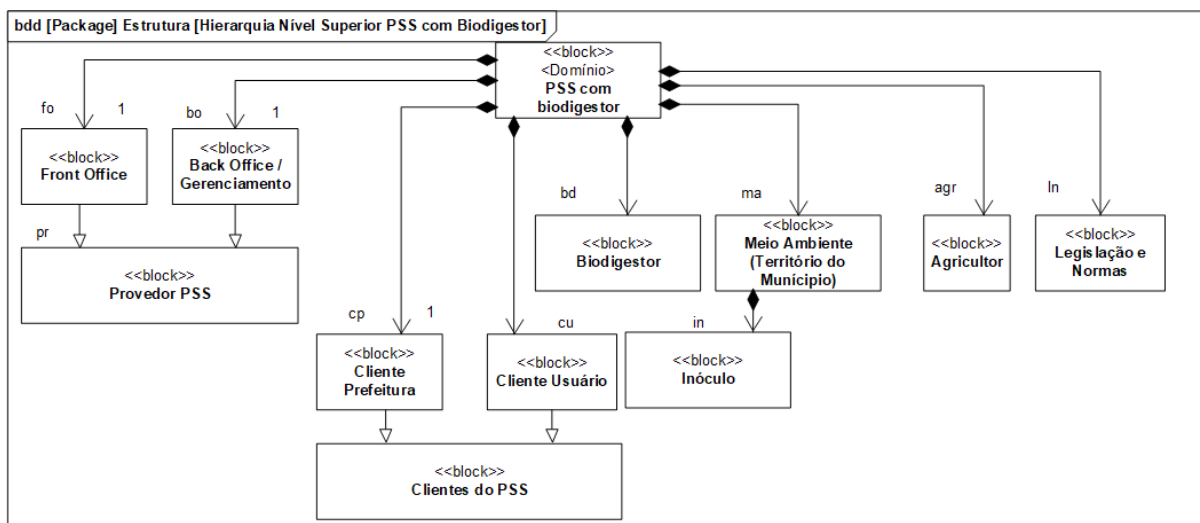 bdd [Package] Estrutura [Hierarquia Nível Superior PSS com Biodigestor]
<<block>>
<Domínio>
PSS com
biodigestor
fo
1
bo
1
<<block>>
Front Office
<<block>>
Back Office /
Gerenciamento
pr
<<block>>
Provedor PSS
bd
ma
agr
ln
<<block>>
Biodigestor
<<block>>
Meio Ambiente
(Território do
Munícipio)
<<block>>
Agricultor
<<block>>
Legislação e
Normas
cp
1
cu
in
<<block>>
Cliente
Prefeitura
<<block>>
Cliente Usuário
<<block>>
Inóculo
<<block>>
Clientes do PSS